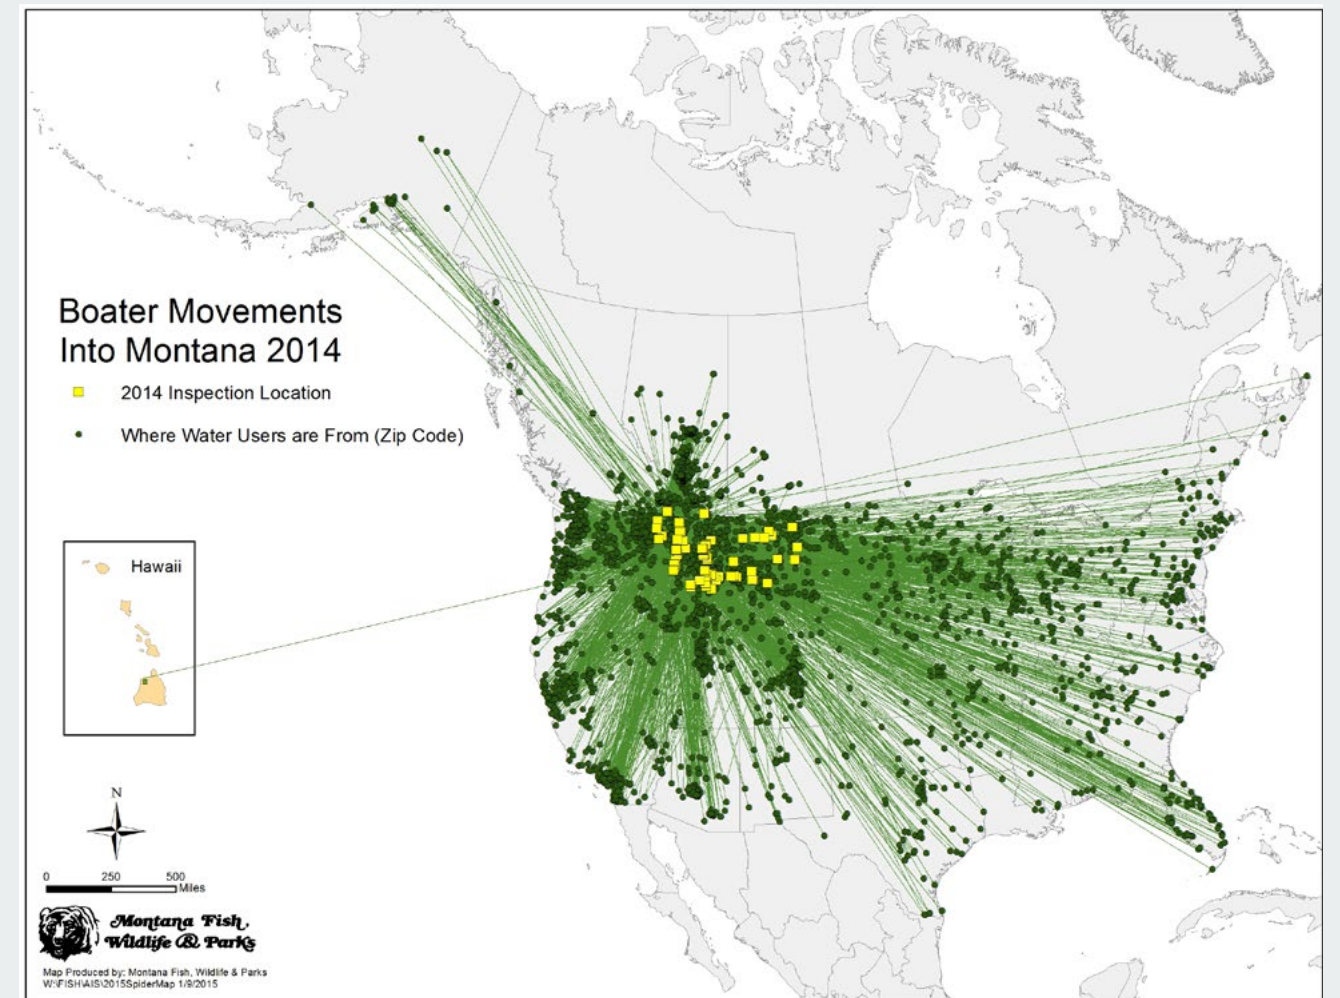 Boater Movements
Into Montana 2014
2014 Inspection Location
Where Water Users are From (Zip Code)
Hawaii
N
0 250 500
Miles
Montana Fish,
Wildlife & Parks
Map Produced by: Montana Fish, Wildlife & Parks
W:\FISH\AIS\2015SpiderMap 1/9/2015